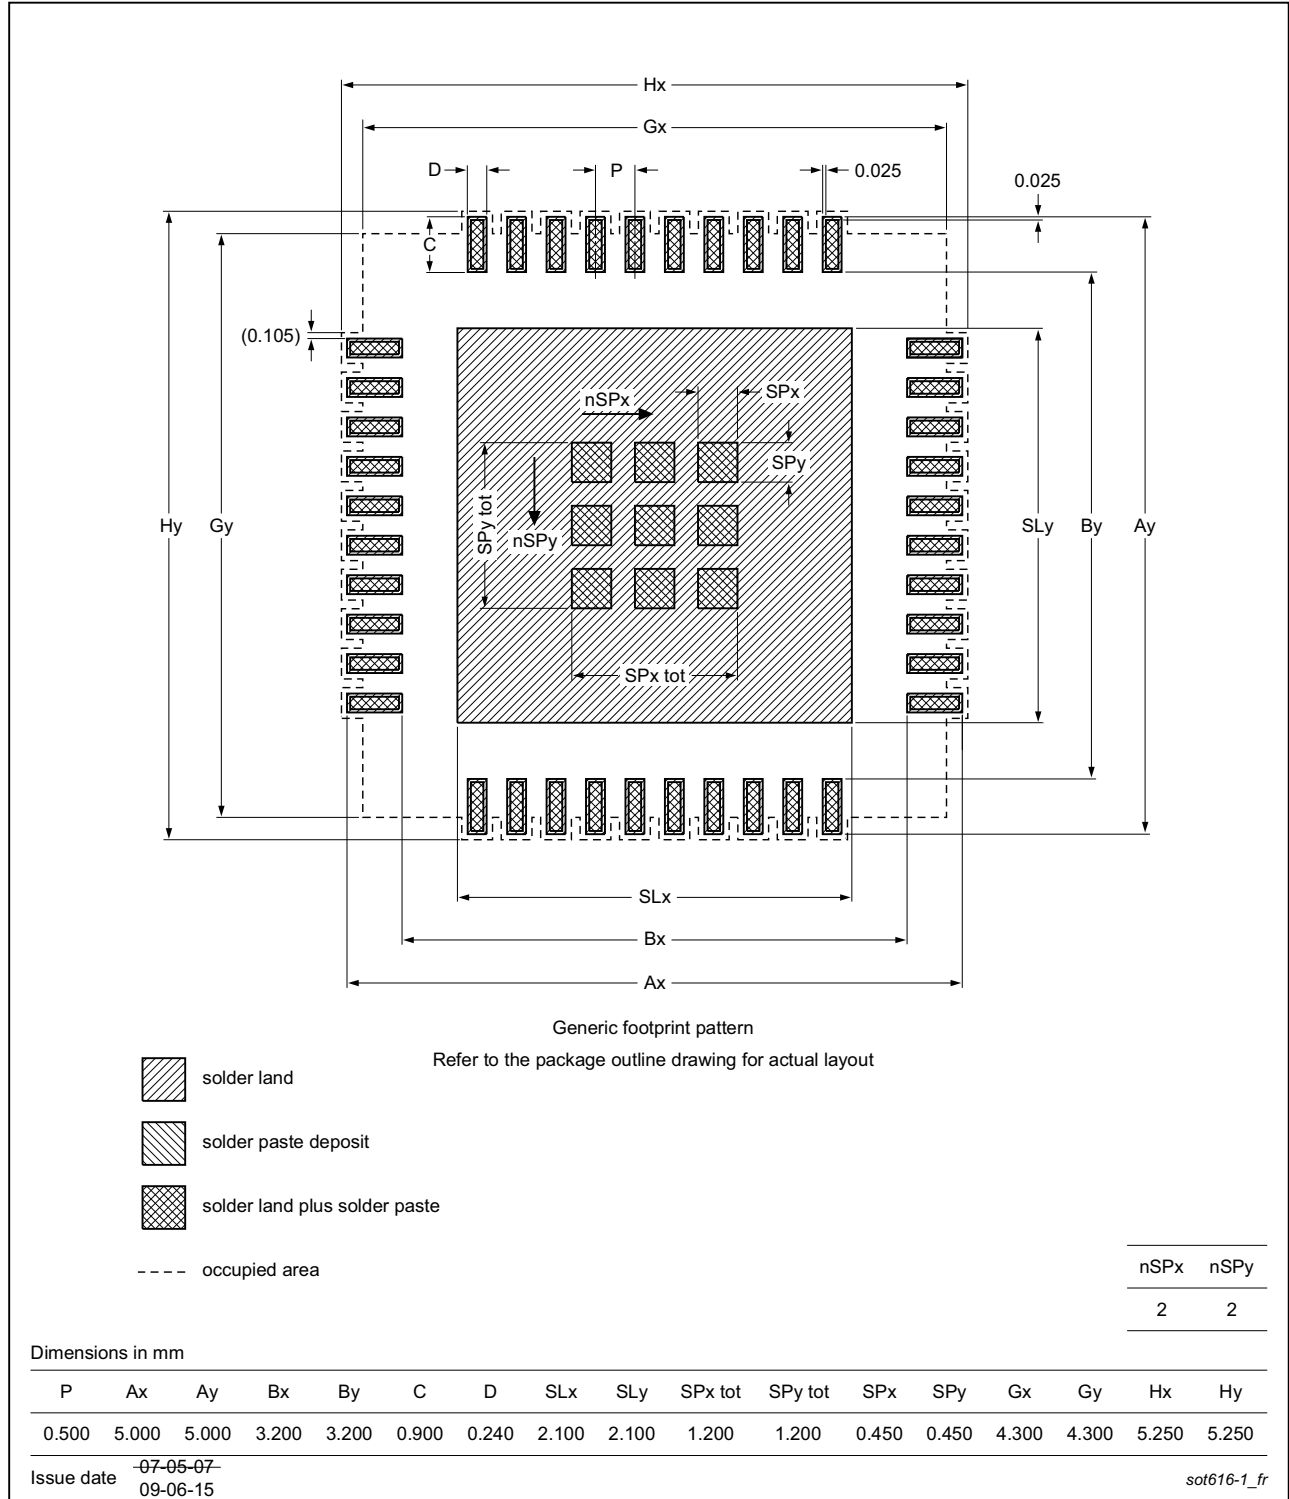 Hx
Gx
D
P
0.025
0.025
C
(0.105)
nSPx
SPx
SPy
SPy tot
nSPy
Hy
Gy
SLy
By
Ay
SPx tot
SLx
Bx
Ax
Generic footprint pattern
Refer to the package outline drawing for actual layout
solder land
solder paste deposit
solder land plus solder paste
occupied area
nSPx nSPy
2 2
Dimensions in mm
P Ax Ay Bx By C D SLx SLy SPx tot SPy tot SPx SPy Gx Gy Hx Hy
0.500 5.000 5.000 3.200 3.200 0.900 0.240 2.100 2.100 1.200 1.200 0.450 0.450 4.300 4.300 5.250 5.250
Issue date 07-05-07
09-06-15
sot616-1_fr